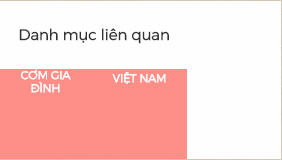 Danh mục liên quan
CƠM GIA
ĐÌNH
VIỆT NAM